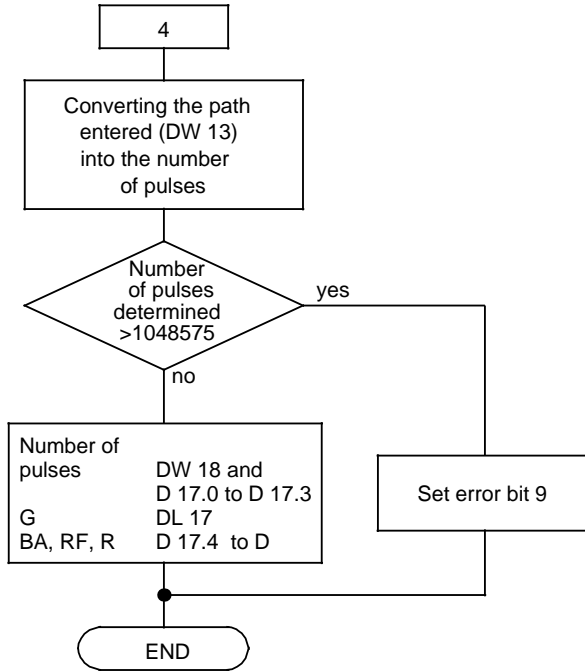 4
Converting the path
entered (DW 13)
into the number
of pulses
Number
of pulses
determined
>1048575
yes
no
Number of
pulses DW 18 and
D 17.0 to D 17.3
G DL 17
BA, RF, R D 17.4 to D
Set error bit 9
END